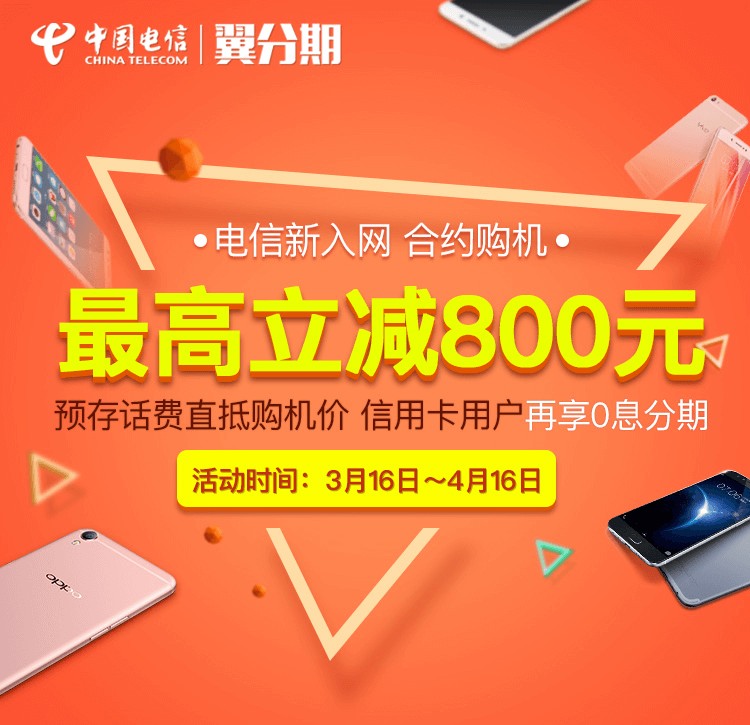 中国电信 翼分期
CHINA TELECOM
•电信新入网 合约购机•
最高立减800元
预存话费直抵购机价 信用卡用户再享0息分期
活动时间：3月16日～4月16日
oppo
vivo
07:06